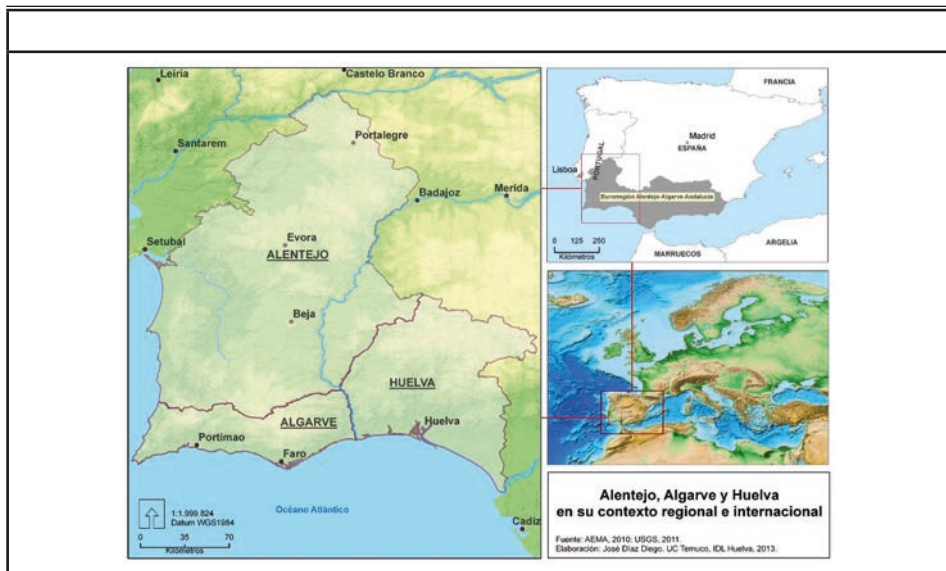 Leiria
Castelo Branco
Santarem
Portalegre
Badajoz
Merida
Setubal
Evora
ALENTEJO
Beja
HUELVA
ALGARVE
Huelva
Portimao
Faro
Océano Atlántico
Cadiz
1:1.999.824
Datum WGS1984
0 35 70
Kilómetros
FRANCIA
Madrid
ESPAÑA
PORTUGAL
Lisboa
Eurorregión Alentejo-Algarve-Andalucía
0 125 250
Kilómetros
MARRUECOS
ARGELIA
Alentejo, Algarve y Huelva
en su contexto regional e internacional
Fuente: AEMA, 2010; USGS, 2011.
Elaboración: José Díaz Diego. UC Temuco, IDL Huelva, 2013.